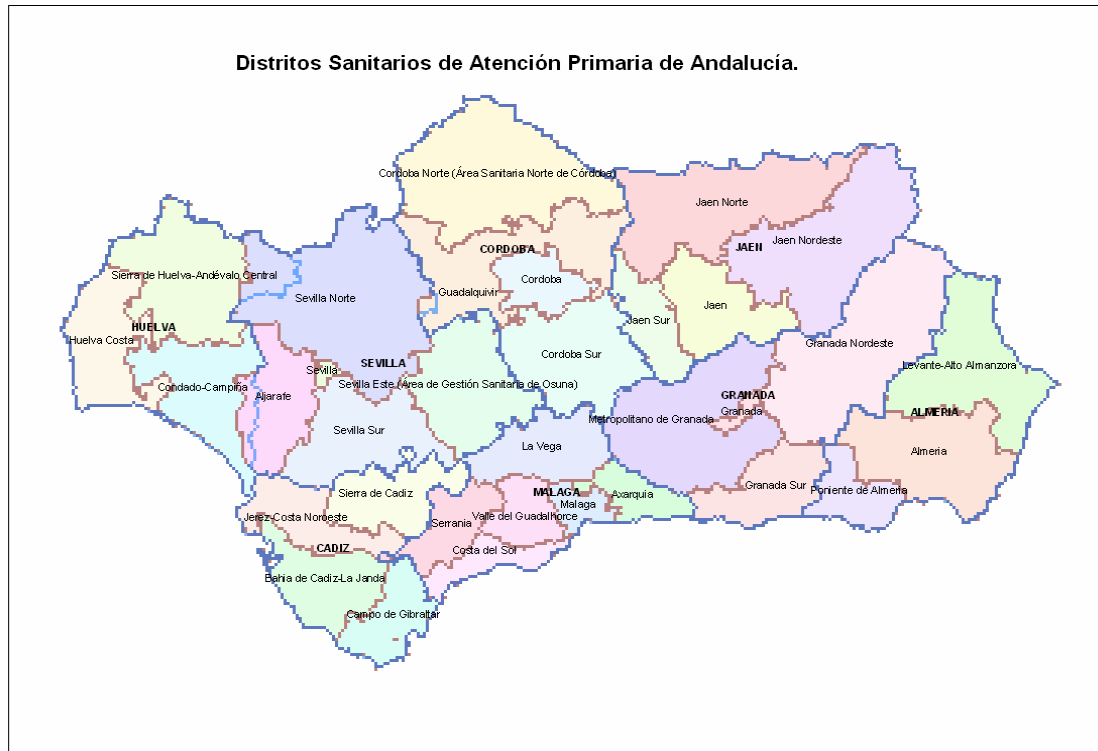 Distritos Sanitarios de Atención Primaria de Andalucía.
Cordoba Norte (Área Sanitaria Norte de Córdoba)
Jaen Norte
Jaen Nordeste
JAEN
CORDOBA
Sierra de Huelva-Andévalo Central
Cordoba
Guadalquivir
Sevilla Norte
Jaen
Jaen Sur
HUELVA
Huelva Costa
Granada Nordeste
Cordoba Sur
SEVILLA
Levante-Alto Almanzora
Sevilla
Sevilla Este (Área de Gestión Sanitaria de Osuna)
Condado-Campiña
Aljarafe
GRANADA
Granada
ALMERIA
Metropolitano de Granada
Sevilla Sur
La Vega
Almeria
Sierra de Cadiz
Granada Sur
Poniente de Almeria
MALAGA
Axarquia
Malaga
Valle del Guadalhorce
Jerez-Costa Noroeste
Serrania
CADIZ
Costa del Sol
Bahia de Cadiz-La Janda
Campo de Gibraltar